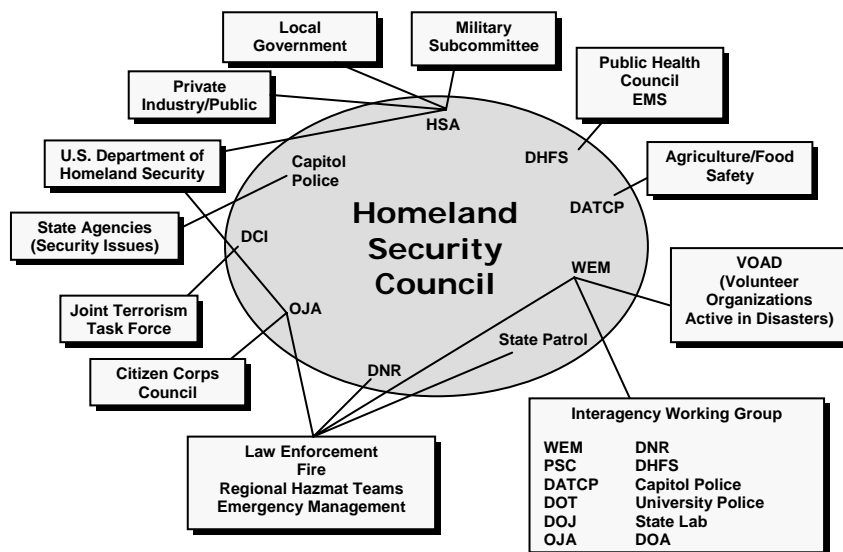 Local
Government
Military
Subcommittee
Private
Industry/Public
Public Health
Council
EMS
HSA
U.S. Department of
Homeland Security
Capitol
Police
DHFS
Agriculture/Food
Safety
State Agencies
(Security Issues)
DCI
DATCP
Homeland
Security
Council
WEM
VOAD
(Volunteer
Organizations
Active in Disasters)
Joint Terrorism
Task Force
OJA
State Patrol
Citizen Corps
Council
DNR
Law Enforcement
Fire
Regional Hazmat Teams
Emergency Management
Interagency Working Group
WEM DNR
PSC DHFS
DATCP Capitol Police
DOT University Police
DOJ State Lab
OJA DOA